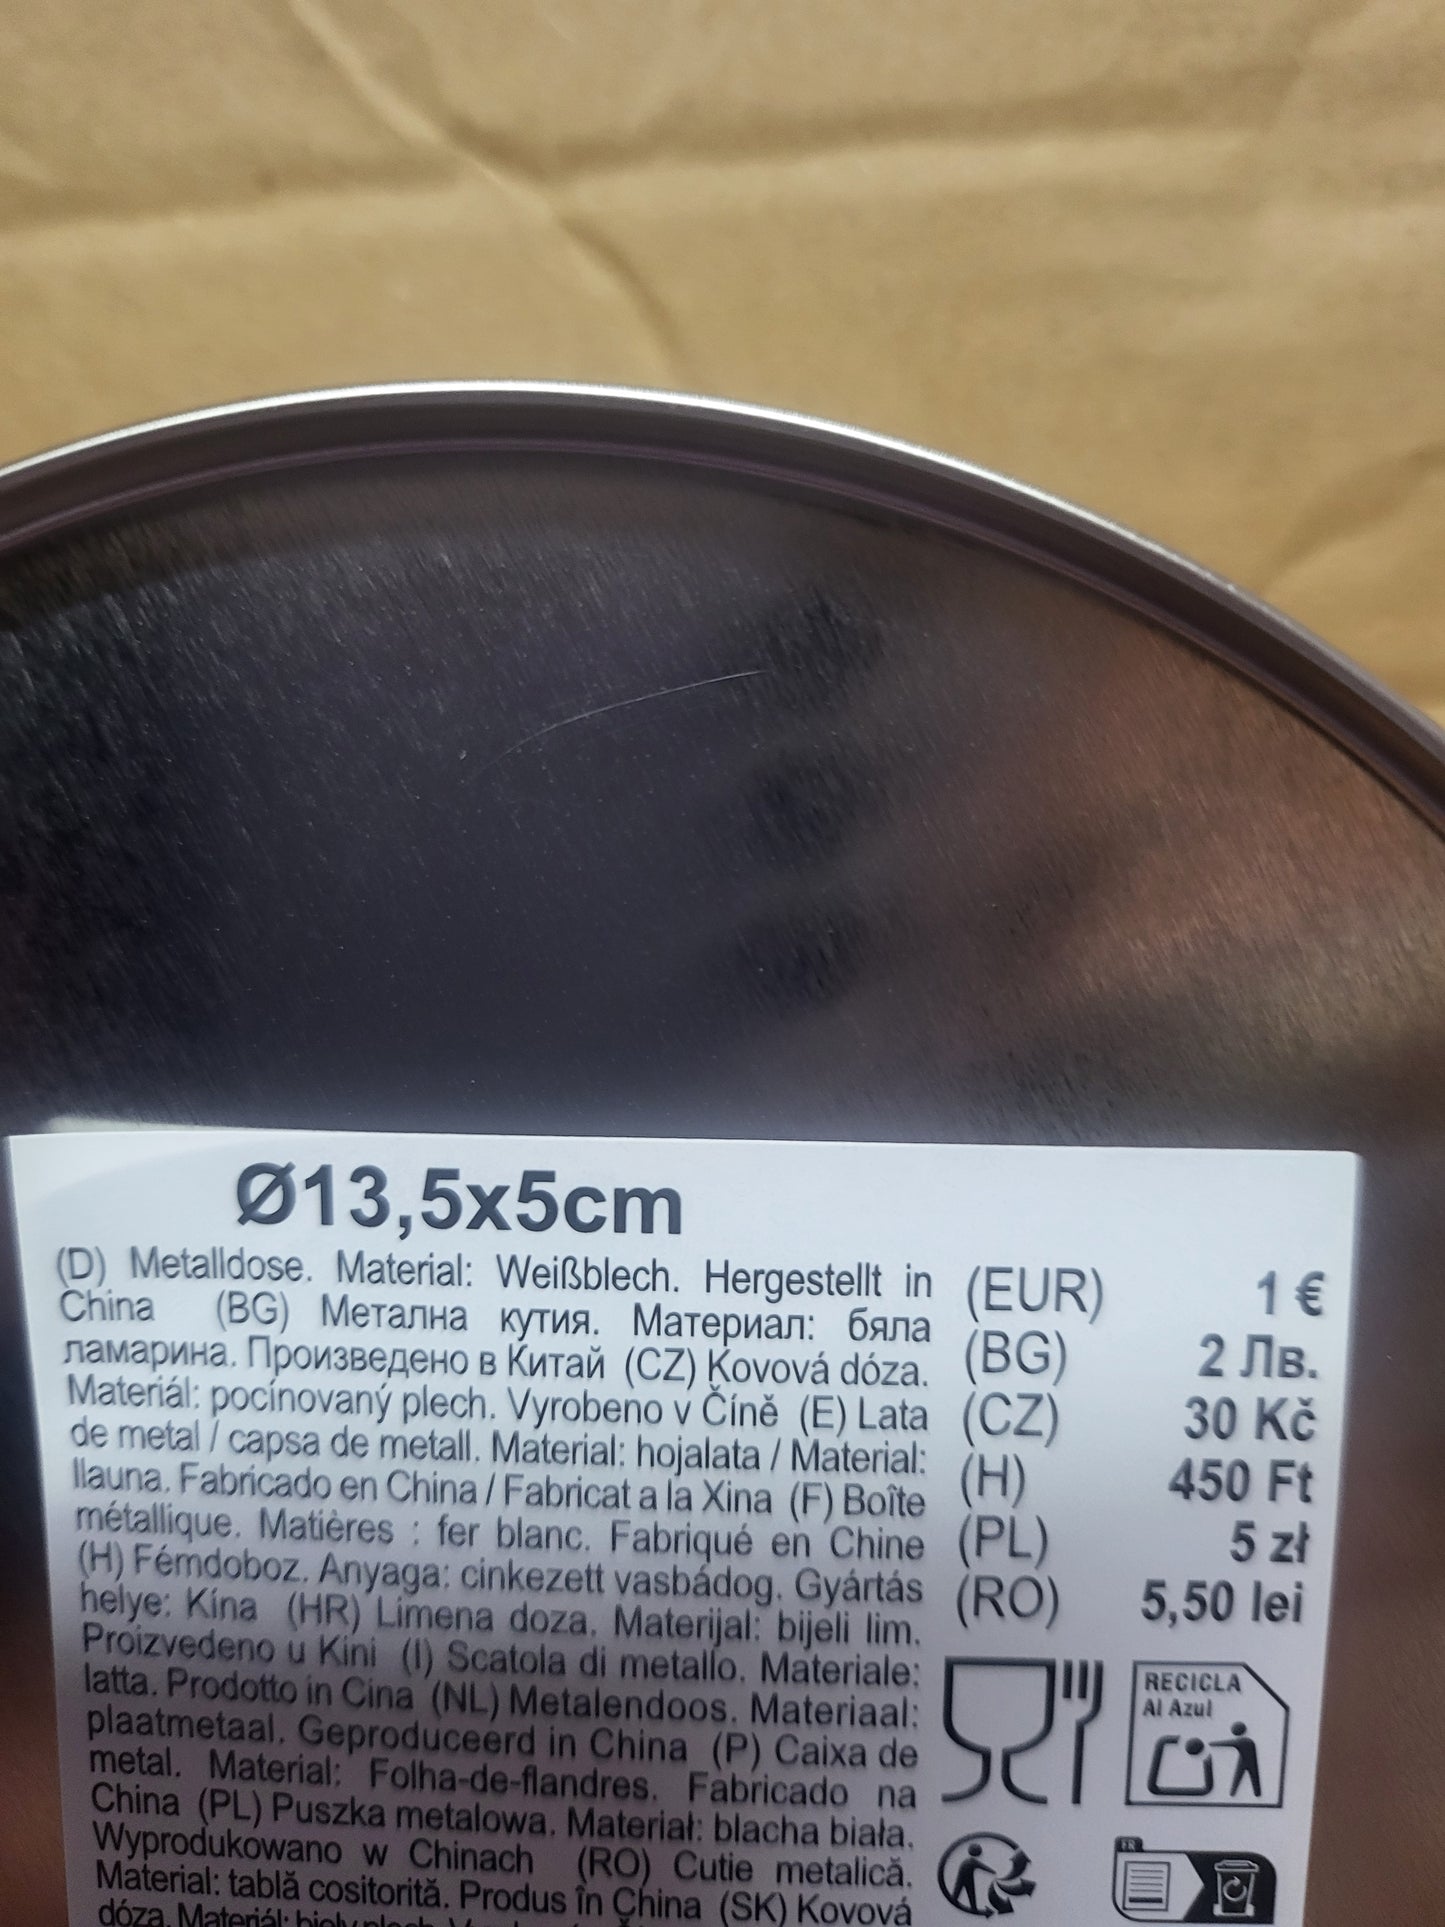 Ø13,5x5cm
(D) Metalldose. Material: Weißblech. Hergestellt in
China (BG) Метална кутия. Материал: бяла
ламарина. Произведено в Китай (CZ) Kovová dóza.
Materiál: pocínovaný plech. Vyrobeno v Číně (E) Lata
de metal / capsa de metall. Material: hojalata / Material:
llauna. Fabricado en China / Fabricat a la Xina (F) Boîte
métallique. Matières : fer blanc. Fabriqué en Chine
(H) Fémdoboz. Anyaga: cinkezett vasbádog. Gyártás
helye: Kína (HR) Limena doza. Materijal: bijeli lim.
Proizvedeno u Kini (I) Scatola di metallo. Materiale:
latta. Prodotto in Cina (NL) Metalendoos. Materiaal:
plaatmetaal. Geproduceerd in China (P) Caixa de
metal. Material: Folha-de-flandres. Fabricado na
China (PL) Puszka metalowa. Materiał: blacha biała.
Wyprodukowano w Chinach (RO) Cutie metalică.
Material: tablă cositorită. Produs în China (SK) Kovová
dóza. Materiál:
(EUR) 1 €
(BG) 2 Лв.
(CZ) 30 Kč
(H) 450 Ft
(PL) 5 zł
(RO) 5,50 lei
RECICLA
Al Azul
FR